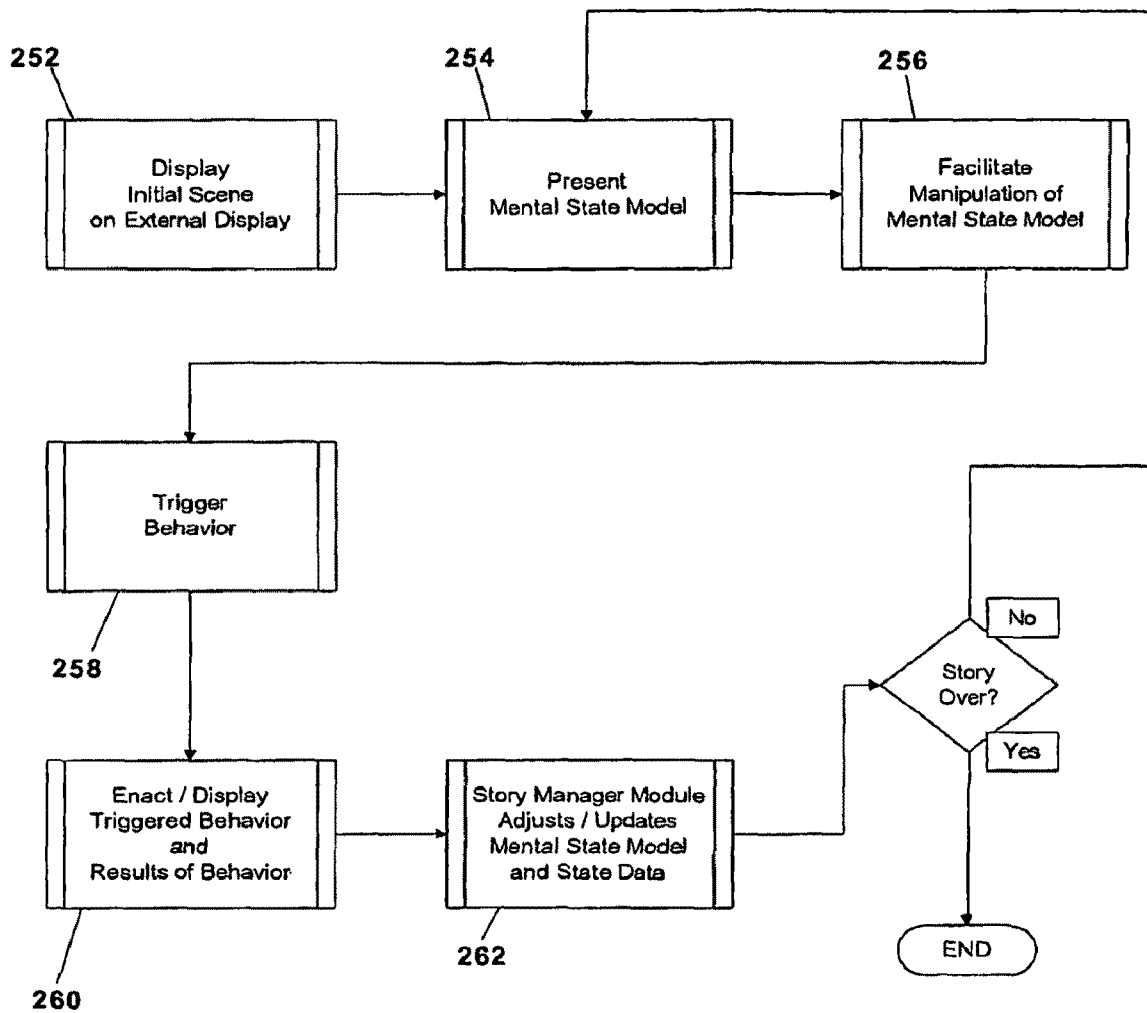 252
254
256
Display
Initial Scene
on External Display
Present
Mental State Model
Facilitate
Manipulation of
Mental State Model
Trigger
Behavior
258
No
Story
Over?
Yes
Enact / Display
Triggered Behavior
and
Results of Behavior
Story Manager Module
Adjusts / Updates
Mental State Model
and State Data
262
END
260